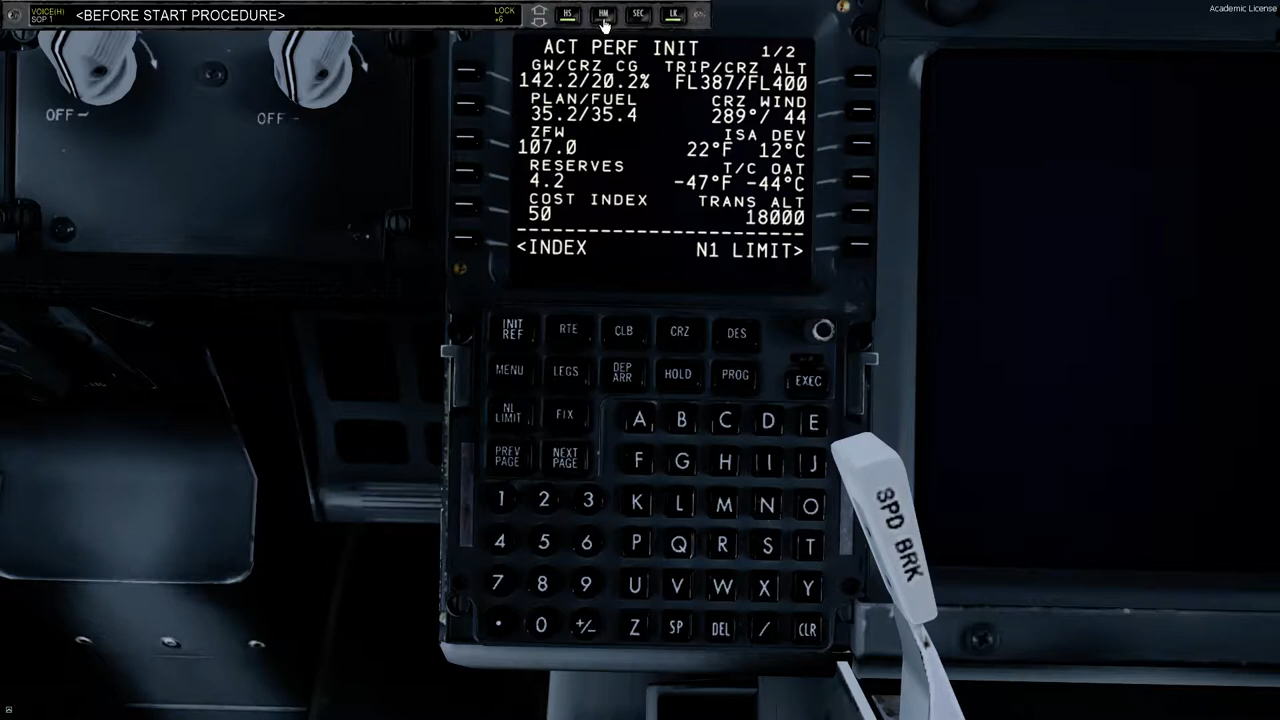 VOICE(H)
SOP 1
<BEFORE START PROCEDURE>
LOCK
+6
HS
HM
SEC
LK
Academic License
OFF
OFF
ACT PERF INIT 1/2
GW/CRZ CG TRIP/CRZ ALT
142.2/20.2% FL387/FL400
PLAN/FUEL CRZ WIND
35.2/35.4 289°/ 44
ZFW ISA DEV
107.0 22°F 12°C
RESERVES T/C OAT
4.2 -47°F -44°C
COST INDEX TRANS ALT
50 18000
--------------------------------
<INDEX N1 LIMIT>
INIT REF
RTE
CLB
CRZ
DES
MENU
LEGS
DEP ARR
HOLD
PROG
EXEC
N1 LIMIT
FIX
A B C D E
PREV PAGE
NEXT PAGE
F G H I J
1 2 3 K L M N O
4 5 6 P Q R S T
7 8 9 U V W X Y
. 0 +/- Z SP DEL / CLR
SPD BRK